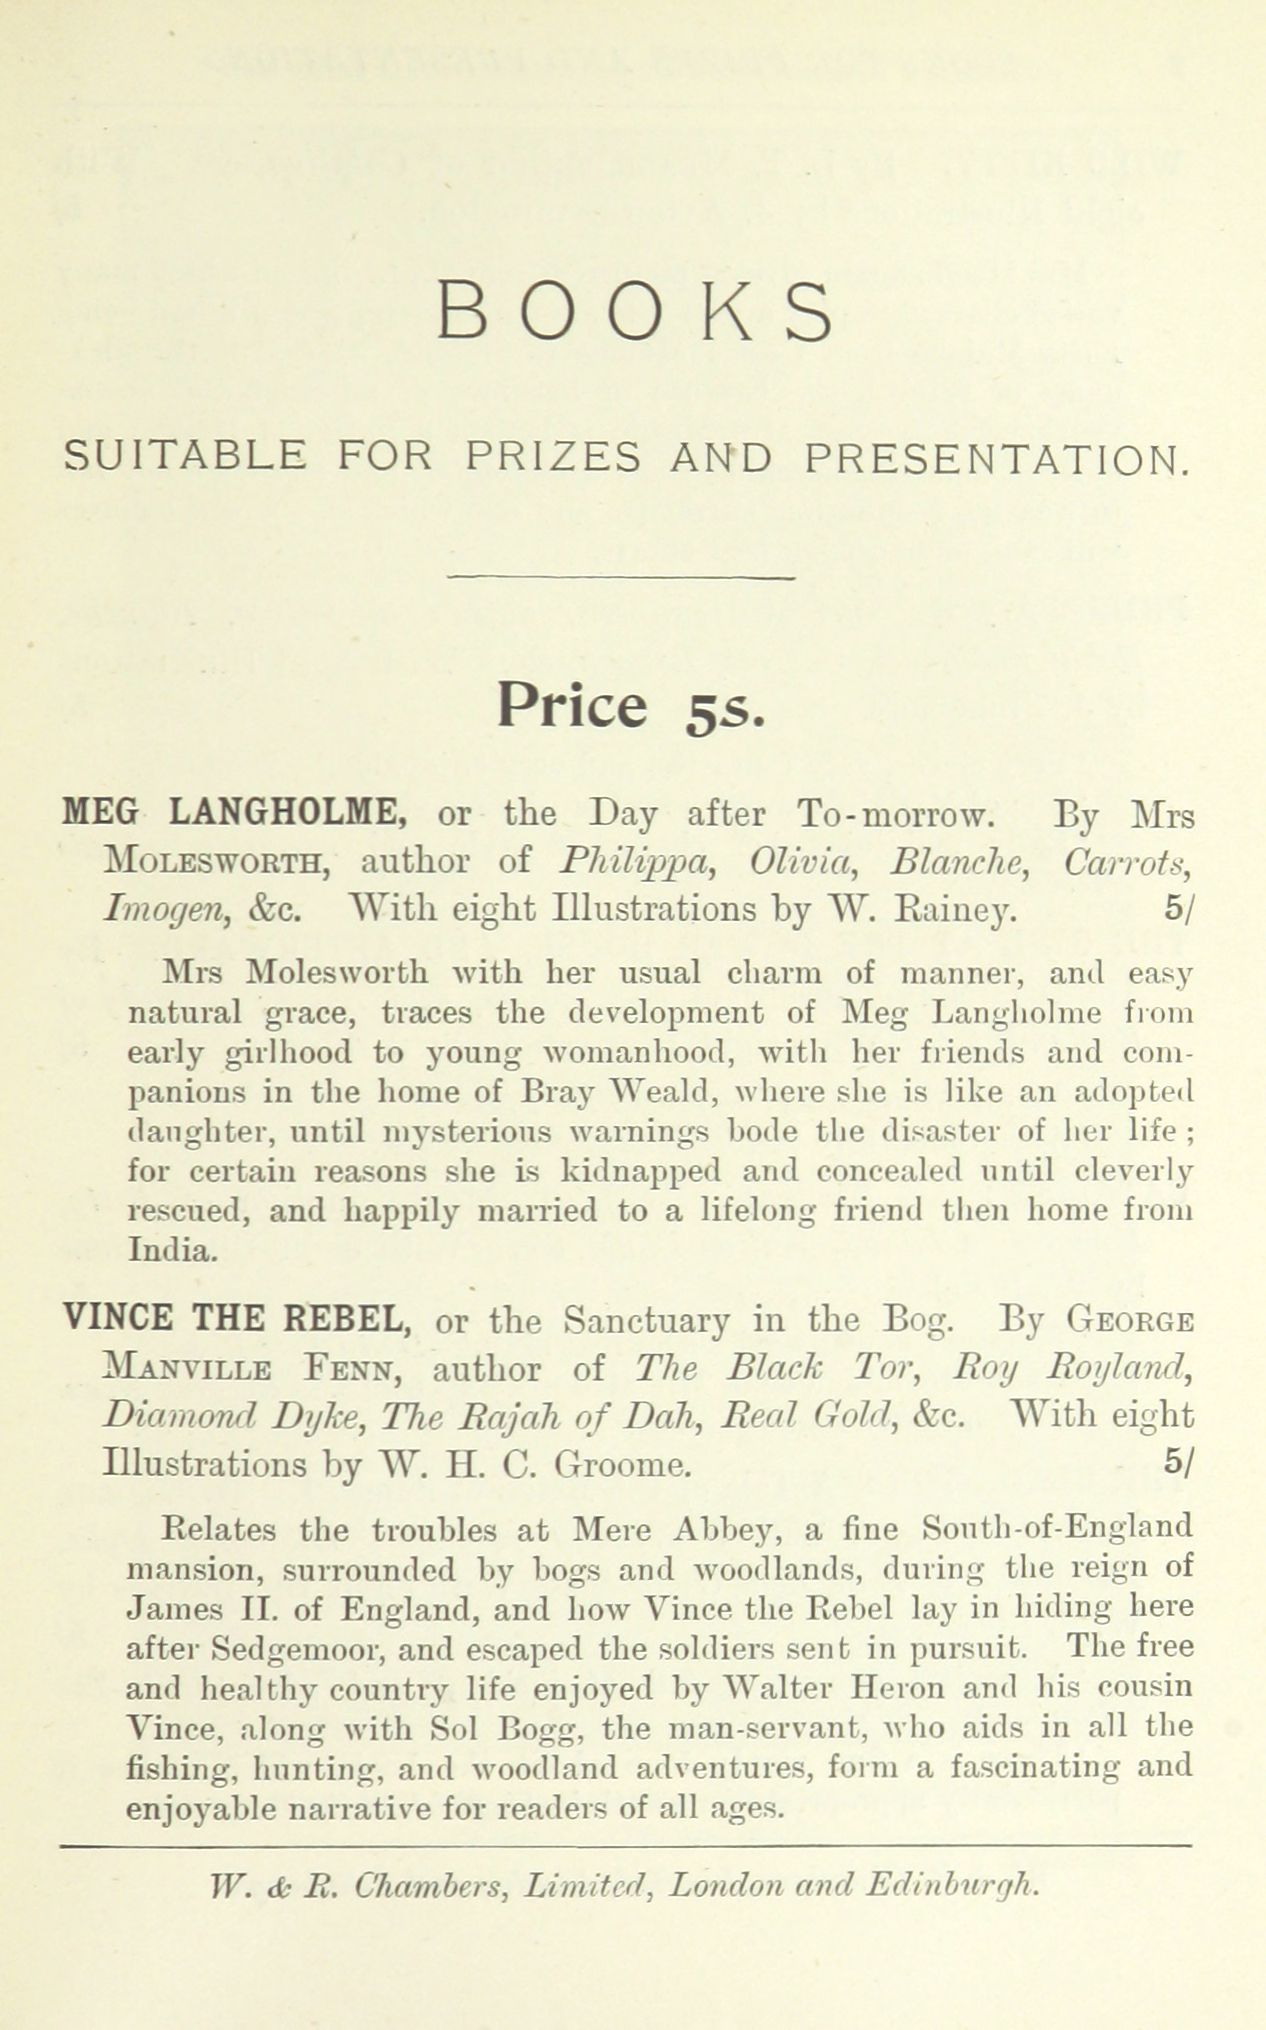 BOOKS
SUITABLE FOR PRIZES AND PRESENTATION.
Price 5s.
MEG LANGHOLME, or the Day after To-morrow. By Mrs
MOLESWORTH, author of Philippa, Olivia, Blanche, Carrots,
Imogen, &c. With eight Illustrations by W. Rainey. 5/
Mrs Molesworth with her usual charm of manner, and easy
natural grace, traces the development of Meg Langholme from
early girlhood to young womanhood, with her friends and com-
panions in the home of Bray Weald, where she is like an adopted
daughter, until mysterious warnings bode the disaster of her life ;
for certain reasons she is kidnapped and concealed until cleverly
rescued, and happily married to a lifelong friend then home from
India.
VINCE THE REBEL, or the Sanctuary in the Bog. By GEORGE
MANVILLE FENN, author of The Black Tor, Roy Royland,
Diamond Dyke, The Rajah of Dah, Real Gold, &c. With eight
Illustrations by W. H. C. Groome. 5/
Relates the troubles at Mere Abbey, a fine South-of-England
mansion, surrounded by bogs and woodlands, during the reign of
James II. of England, and how Vince the Rebel lay in hiding here
after Sedgemoor, and escaped the soldiers sent in pursuit. The free
and healthy country life enjoyed by Walter Heron and his cousin
Vince, along with Sol Bogg, the man-servant, who aids in all the
fishing, hunting, and woodland adventures, form a fascinating and
enjoyable narrative for readers of all ages.
W. & R. Chambers, Limited, London and Edinburgh.